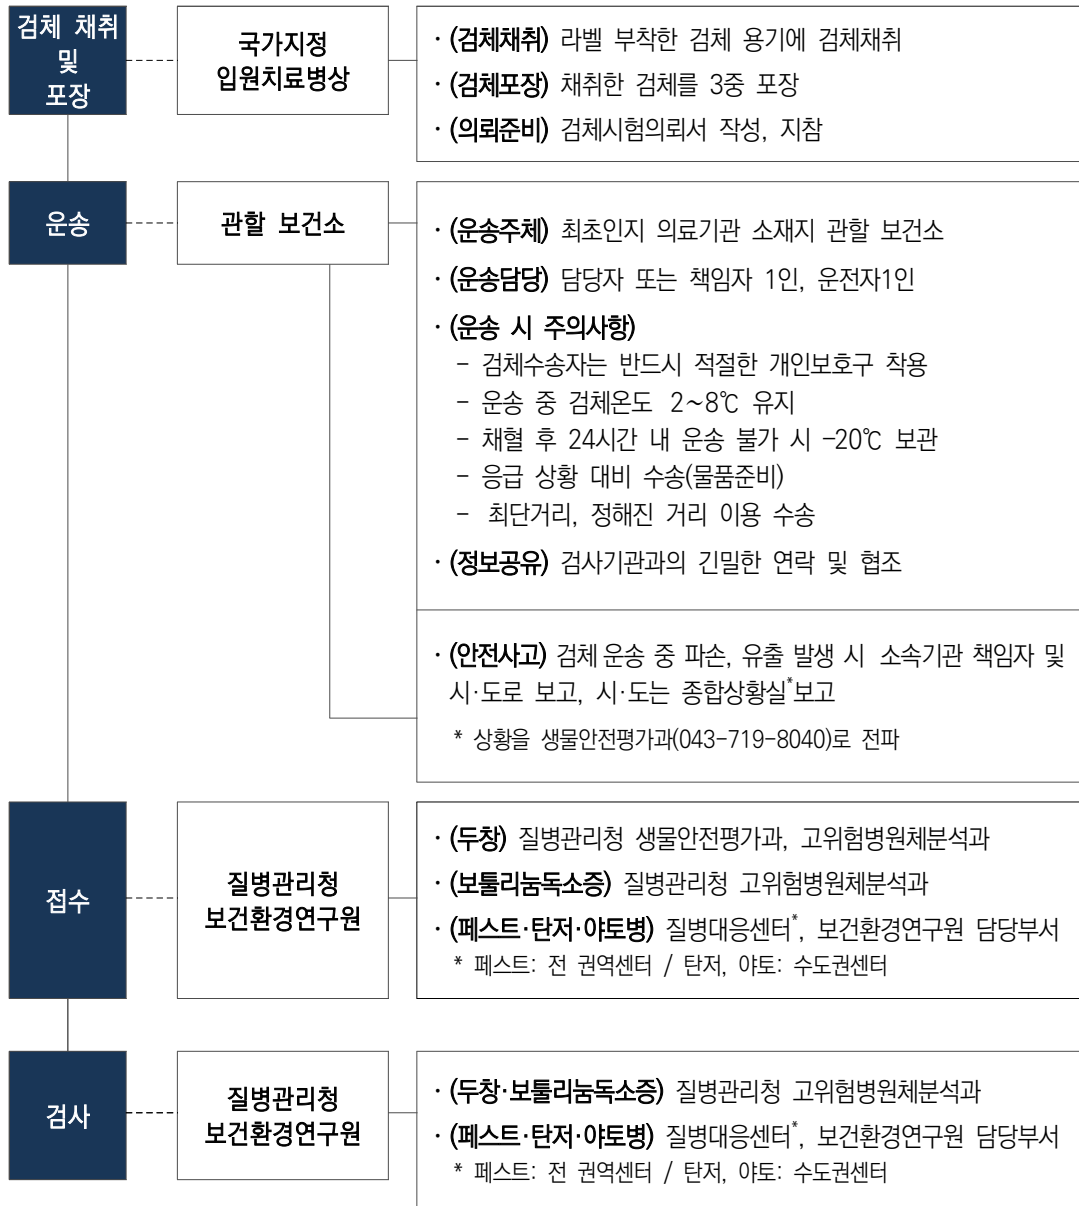 검체 채취
및
포장
국가지정
입원치료병상
· (검체채취) 라벨 부착한 검체 용기에 검체채취
· (검체포장) 채취한 검체를 3중 포장
· (의뢰준비) 검체시험의뢰서 작성, 지참
운송
관할 보건소
· (운송주체) 최초인지 의료기관 소재지 관할 보건소
· (운송담당) 담당자 또는 책임자 1인, 운전자1인
· (운송 시 주의사항)
- 검체수송자는 반드시 적절한 개인보호구 착용
- 운송 중 검체온도 2~8℃ 유지
- 채혈 후 24시간 내 운송 불가 시 -20℃ 보관
- 응급 상황 대비 수송(물품준비)
- 최단거리, 정해진 거리 이용 수송
· (정보공유) 검사기관과의 긴밀한 연락 및 협조
· (안전사고) 검체 운송 중 파손, 유출 발생 시 소속기관 책임자 및
시·도로 보고, 시·도는 종합상황실*보고
* 상황을 생물안전평가과(043-719-8040)로 전파
접수
질병관리청
보건환경연구원
· (두창) 질병관리청 생물안전평가과, 고위험병원체분석과
· (보툴리눔독소증) 질병관리청 고위험병원체분석과
· (페스트·탄저·야토병) 질병대응센터*, 보건환경연구원 담당부서
* 페스트: 전 권역센터 / 탄저, 야토: 수도권센터
검사
질병관리청
보건환경연구원
· (두창·보툴리눔독소증) 질병관리청 고위험병원체분석과
· (페스트·탄저·야토병) 질병대응센터*, 보건환경연구원 담당부서
* 페스트: 전 권역센터 / 탄저, 야토: 수도권센터